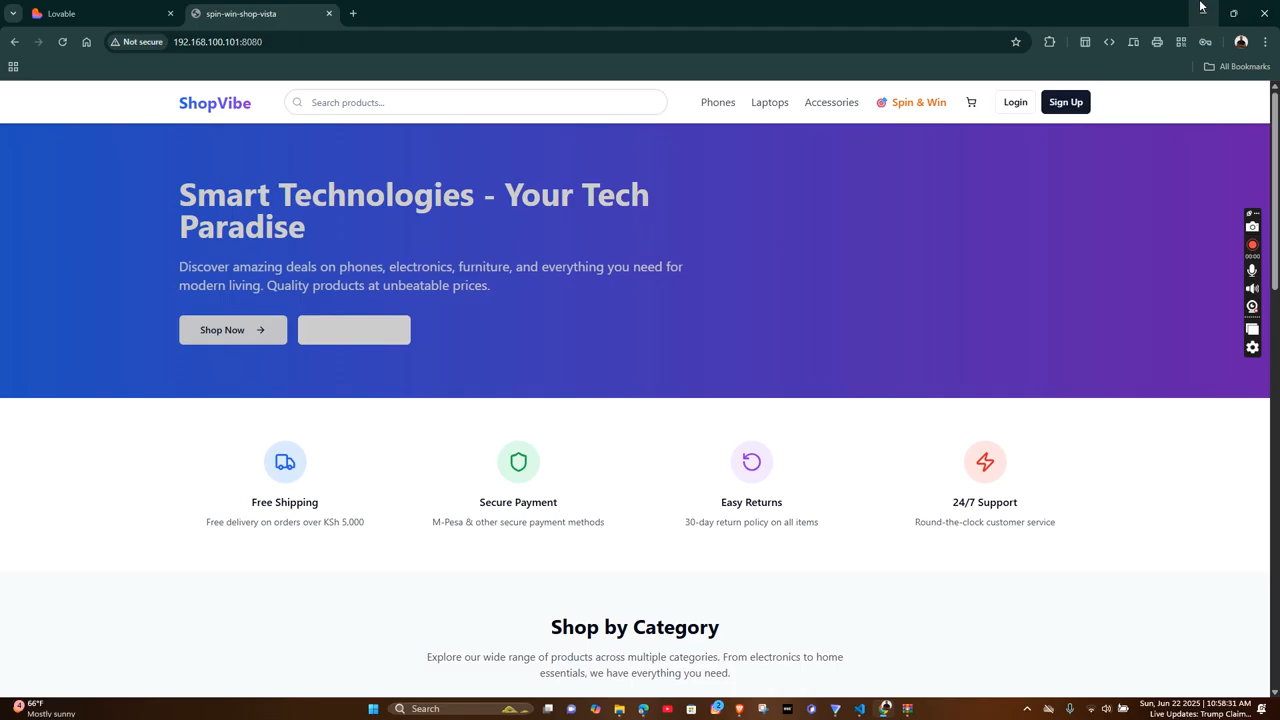 Lovable
spin-win-shop-vista
Not secure
192.168.100.101:8080
All Bookmarks
ShopVibe
Search products...
Phones
Laptops
Accessories
Spin & Win
Login
Sign Up
Smart Technologies - Your Tech
Paradise
Discover amazing deals on phones, electronics, furniture, and everything you need for
modern living. Quality products at unbeatable prices.
Shop Now
00:00
Free Shipping
Free delivery on orders over KSh 5,000
Secure Payment
M-Pesa & other secure payment methods
Easy Returns
30-day return policy on all items
24/7 Support
Round-the-clock customer service
Shop by Category
Explore our wide range of products across multiple categories. From electronics to home
essentials, we have everything you need.
4
66°F
Mostly sunny
Search
2
Sun, Jun 22 2025 | 10:58:31 AM
Live Updates: Trump Claim...